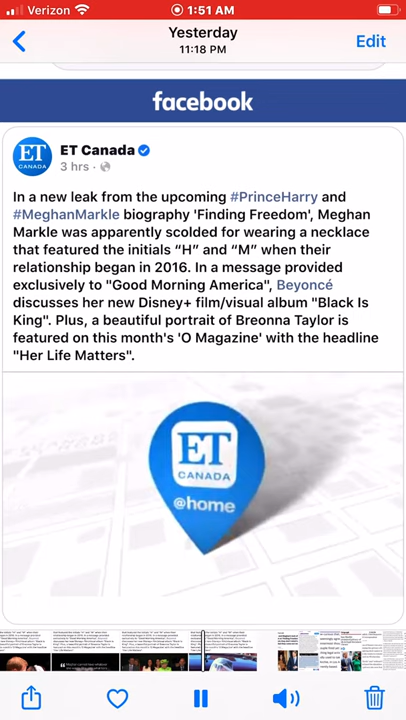 Verizon 1:51 AM
Yesterday
11:18 PM
Edit
facebook
ET Canada
3 hrs ·
In a new leak from the upcoming #PrinceHarry and
#MeghanMarkle biography 'Finding Freedom', Meghan
Markle was apparently scolded for wearing a necklace
that featured the initials “H” and “M” when their
relationship began in 2016. In a message provided
exclusively to "Good Morning America", Beyoncé
discusses her new Disney+ film/visual album "Black Is
King". Plus, a beautiful portrait of Breonna Taylor is
featured on this month's 'O Magazine' with the headline
"Her Life Matters".
ET
CANADA
@home